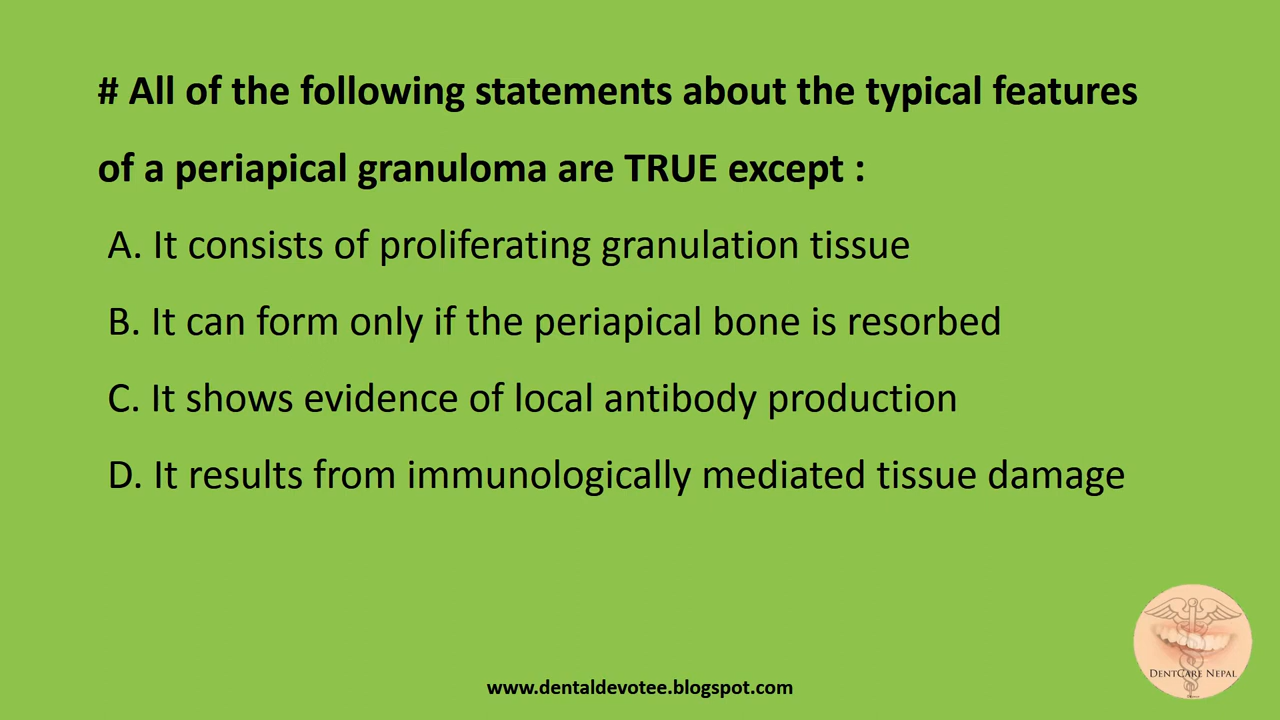 # All of the following statements about the typical features
of a periapical granuloma are TRUE except :
A. It consists of proliferating granulation tissue
B. It can form only if the periapical bone is resorbed
C. It shows evidence of local antibody production
D. It results from immunologically mediated tissue damage
DentCare Nepal
www.dentaldevotee.blogspot.com